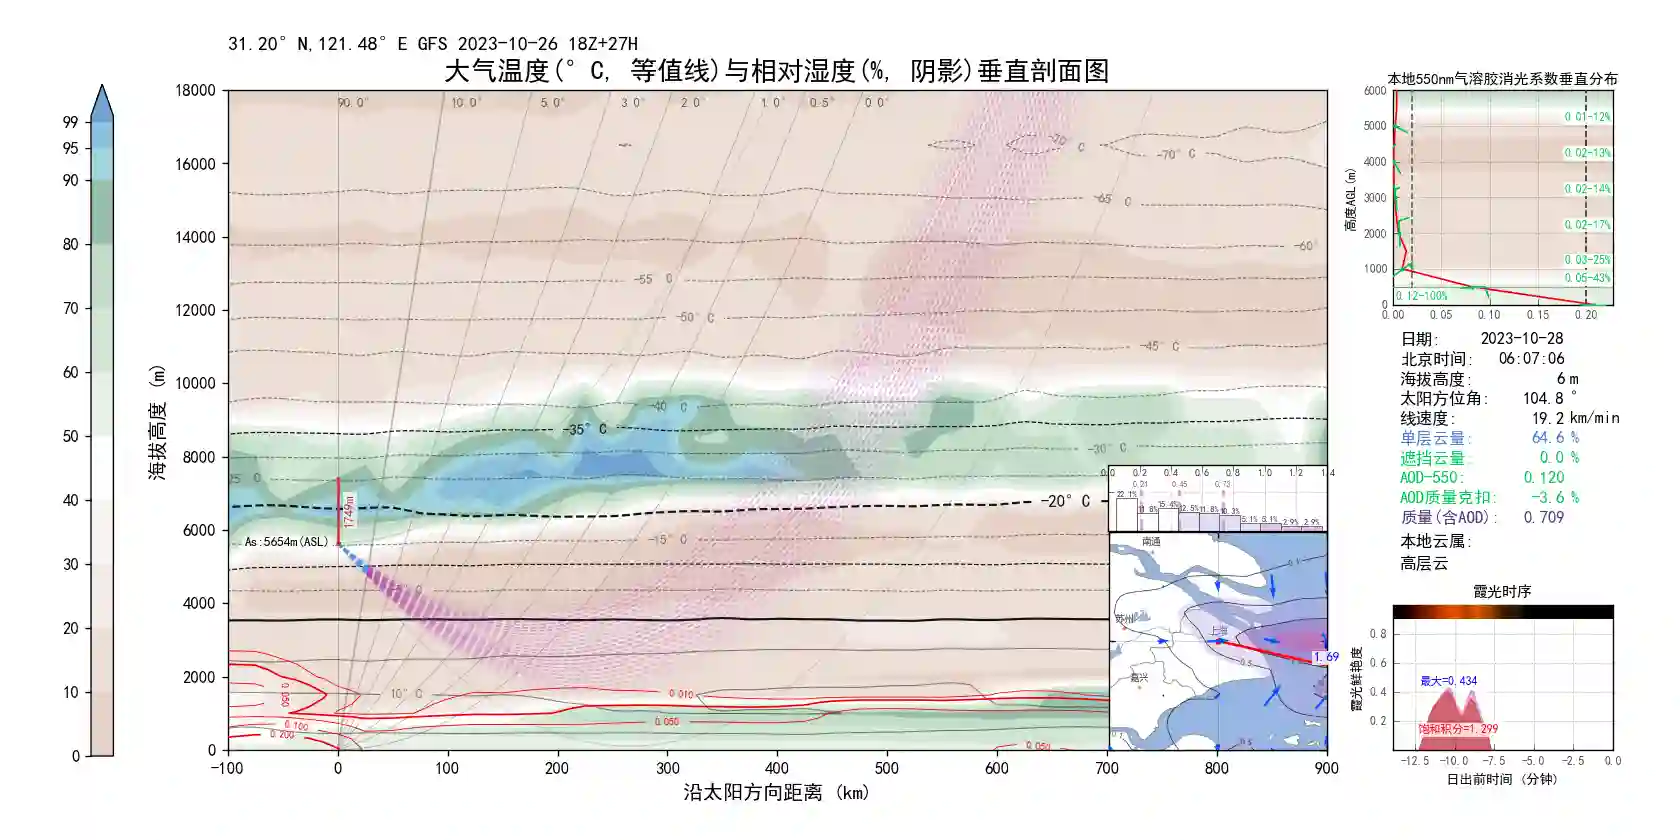 31.20° N,121.48° E GFS 2023-10-26 18Z+27H
大气温度(° C, 等值线)与相对湿度(%, 阴影)垂直剖面图
99
95
90
80
70
60
50
40
30
20
10
0
海拔高度 (m)
18000
16000
14000
12000
10000
8000
6000
4000
2000
0
90.0° 10.0° 5.0° 3.0° 2.0° 1.0° 0.5° 0.0°
-70° C
-70° C
-65° C
-60°
-55° C
-50° C
-45° C
-40° C
-35° C
-30° C
-20° C
-15° C
10° C
1749m
As:5654m(ASL)
0.050
0.010
0.050
0.100
0.200
0.050
-100 0 100 200 300 400 500 600 700 800 900
沿太阳方向距离 (km)
0.0 0.2 0.4 0.6 0.8 1.0 1.2 1.4
0.21 0.45 0.73
22.1% 11.8% 15.4% 12.5% 11.8% 10.3% 5.1% 5.1% 2.9% 2.9%
南通
苏州
上海
嘉兴
0.5
0.5
1.69
本地550nm气溶胶消光系数垂直分布
高度AGL(m)
6000
5000
4000
3000
2000
1000
0
0.01-12%
0.02-13%
0.02-14%
0.02-17%
0.03-25%
0.05-43%
0.12-100%
0.00 0.05 0.10 0.15 0.20
日期: 2023-10-28
北京时间: 06:07:06
海拔高度: 6 m
太阳方位角: 104.8 °
线速度: 19.2 km/min
单层云量: 64.6 %
遮挡云量: 0.0 %
AOD-550: 0.120
AOD质量克扣: -3.6 %
质量(含AOD): 0.709
本地云属:
高层云
霞光时序
霞光鲜艳度
0.8
0.6
0.4
0.2
最大=0.434
饱和积分=1.299
-12.5 -10.0 -7.5 -5.0 -2.5 0.0
日出前时间 (分钟)